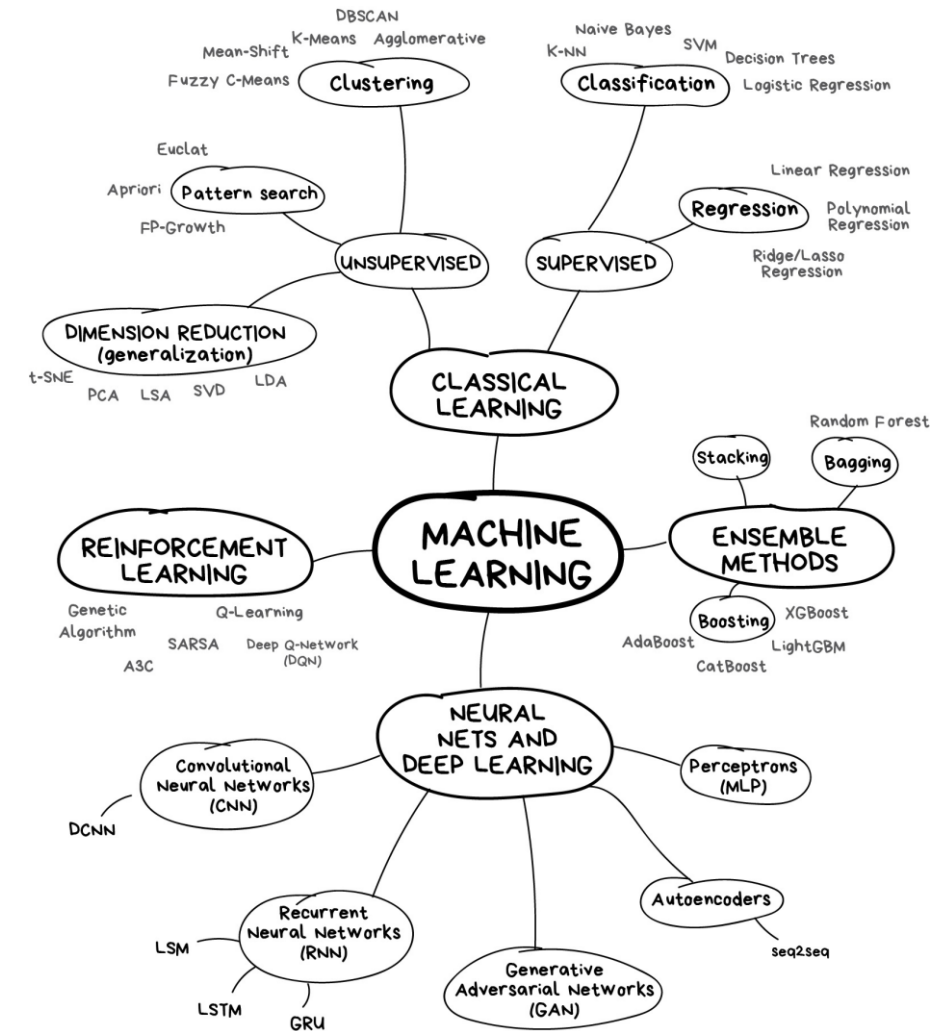 DBSCAN
K-Means
Agglomerative
Mean-Shift
Fuzzy C-Means
Clustering
Naive Bayes
K-NN
SVM
Decision Trees
Classification
Logistic Regression
Euclat
Apriori
Pattern search
FP-Growth
Linear Regression
Regression
Polynomial
Regression
Ridge/Lasso
Regression
UNSUPERVISED
SUPERVISED
DIMENSION REDUCTION
(generalization)
t-SNE
PCA
LSA
SVD
LDA
CLASSICAL
LEARNING
Random Forest
Stacking
Bagging
MACHINE
LEARNING
REINFORCEMENT
LEARNING
ENSEMBLE
METHODS
Genetic
Algorithm
Q-Learning
SARSA
Deep Q-Network
(DQN)
A3C
Boosting
XGBoost
AdaBoost
LightGBM
CatBoost
NEURAL
NETS AND
DEEP LEARNING
Convolutional
Neural Networks
(CNN)
DCNN
Perceptrons
(MLP)
Autoencoders
seq2seq
Recurrent
Neural Networks
(RNN)
LSM
LSTM
GRU
Generative
Adversarial Networks
(GAN)